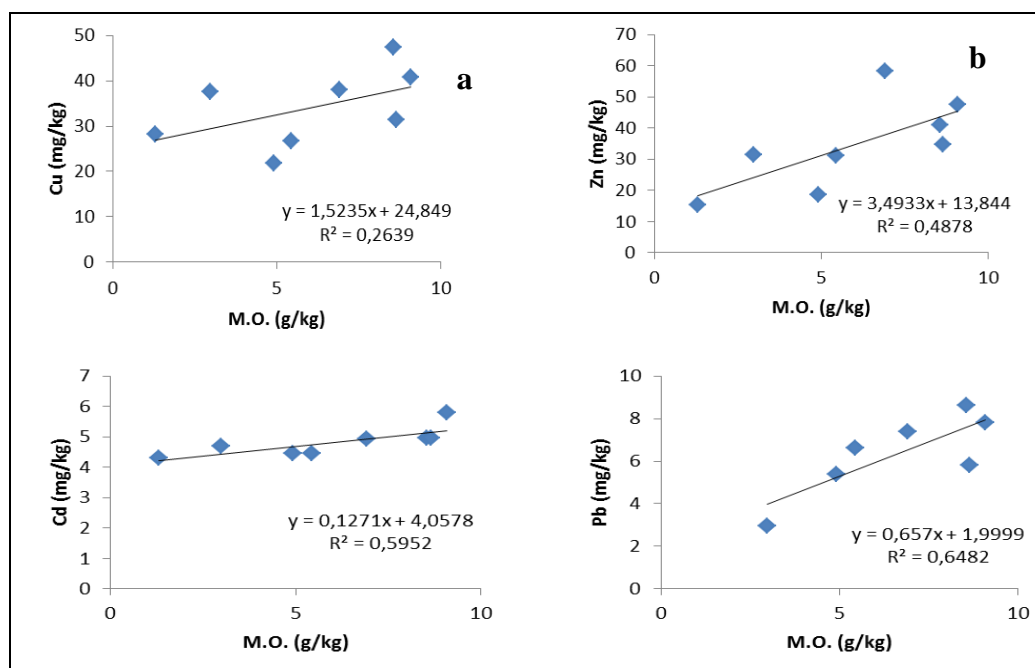 50
40
30
20
10
0
Cu (mg/kg)
a
y = 1,5235x + 24,849
R² = 0,2639
0 5 10
M.O. (g/kg)
70
60
50
40
30
20
10
0
Zn (mg/kg)
b
y = 3,4933x + 13,844
R² = 0,4878
0 5 10
M.O. (g/kg)
7
6
5
4
3
2
1
0
Cd (mg/kg)
y = 0,1271x + 4,0578
R² = 0,5952
0 5 10
M.O. (g/kg)
10
8
6
4
2
0
Pb (mg/kg)
y = 0,657x + 1,9999
R² = 0,6482
0 5 10
M.O. (g/kg)